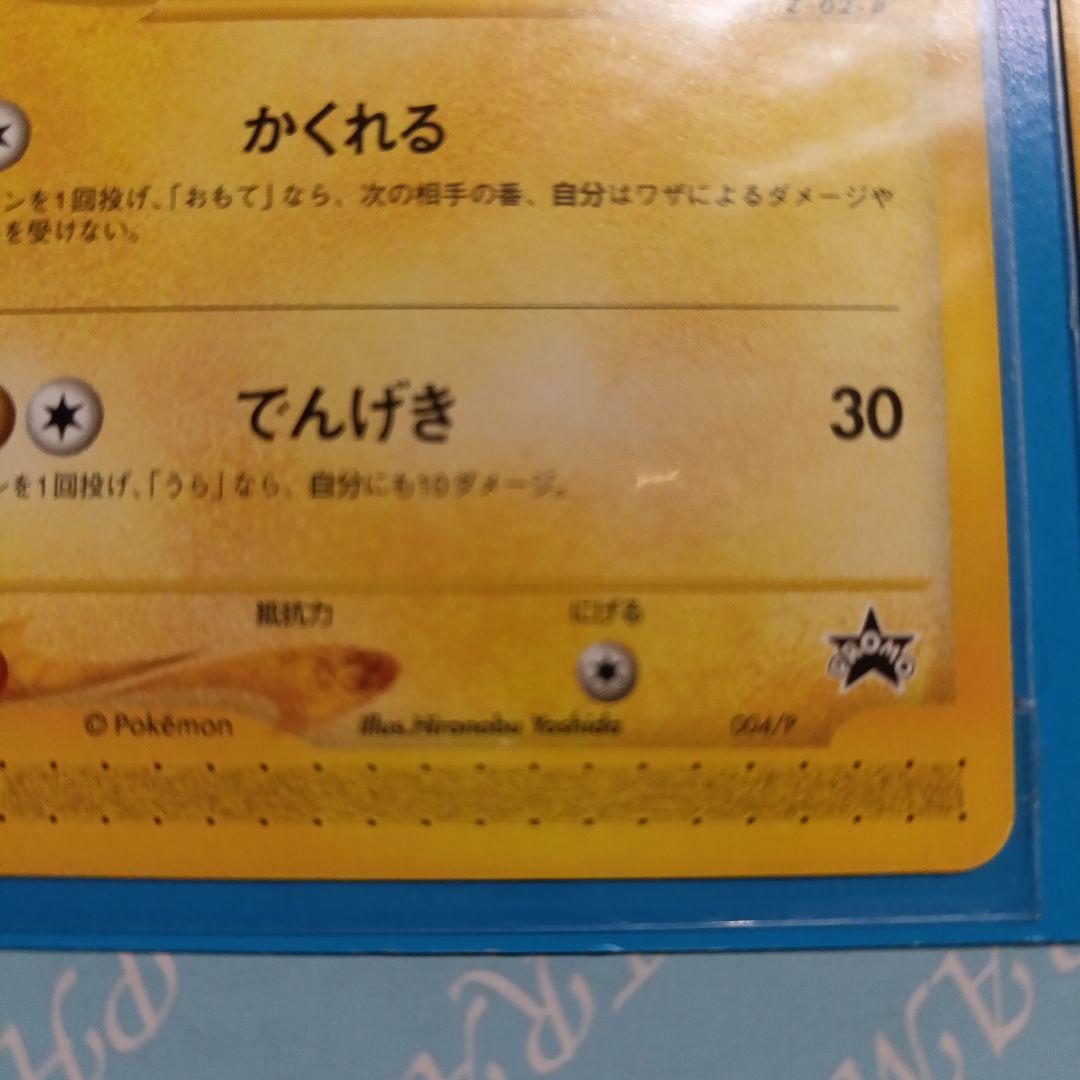 Z-02-#
かくれる
ンを1回投げ、「おもて」なら、次の相手の番、自分はワザによるダメージや
を受けない。
でんげき 30
ンを1回投げ、「うら」なら、自分にも10ダメージ。
抵抗力 にげる
PROMO
© Pokémon Illus. Hironobu Yoshida 004/P